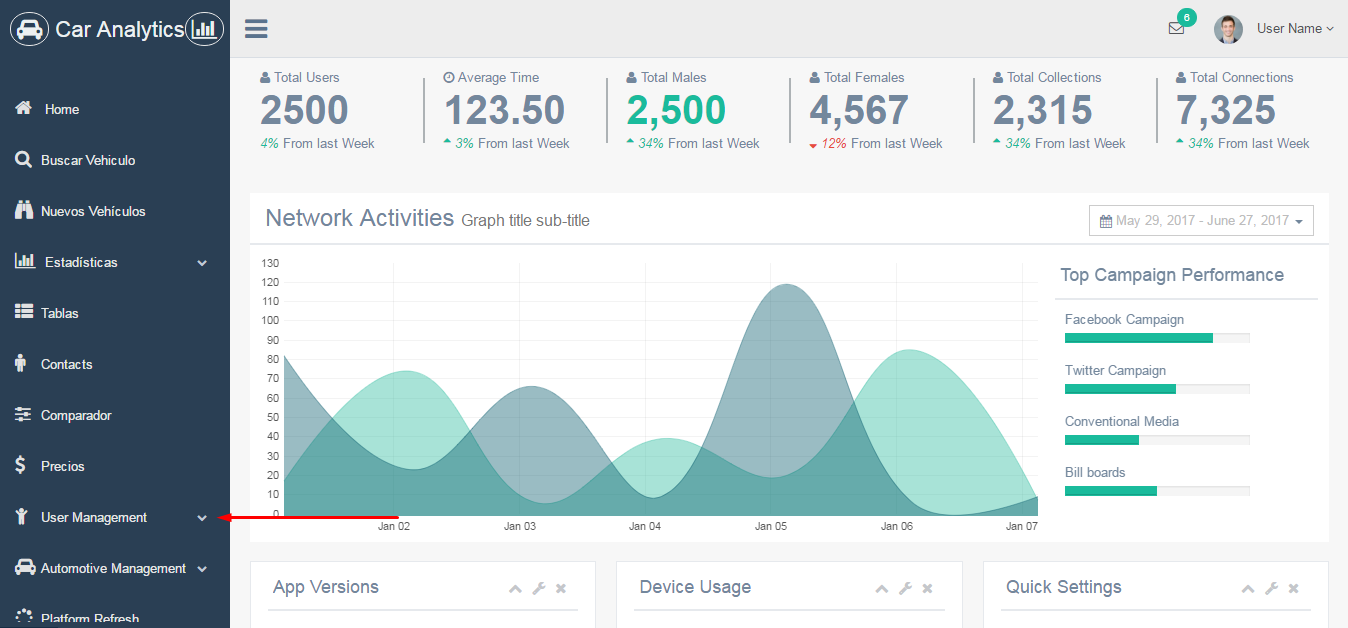 Car Analytics
6
User Name
Home
Buscar Vehiculo
Nuevos Vehículos
Estadísticas
Tablas
Contacts
Comparador
Precios
User Management
Automotive Management
Platform Refresh
Total Users
2500
4% From last Week
Average Time
123.50
3% From last Week
Total Males
2,500
34% From last Week
Total Females
4,567
12% From last Week
Total Collections
2,315
34% From last Week
Total Connections
7,325
34% From last Week
Network Activities Graph title sub-title
May 29, 2017 - June 27, 2017
130
120
110
100
90
80
70
60
50
40
30
20
10
0
Jan 02
Jan 03
Jan 04
Jan 05
Jan 06
Jan 07
Top Campaign Performance
Facebook Campaign
Twitter Campaign
Conventional Media
Bill boards
App Versions
Device Usage
Quick Settings